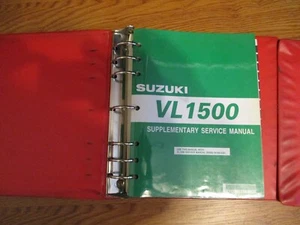 SUZUKI
VL1500
SUPPLEMENTARY SERVICE MANUAL